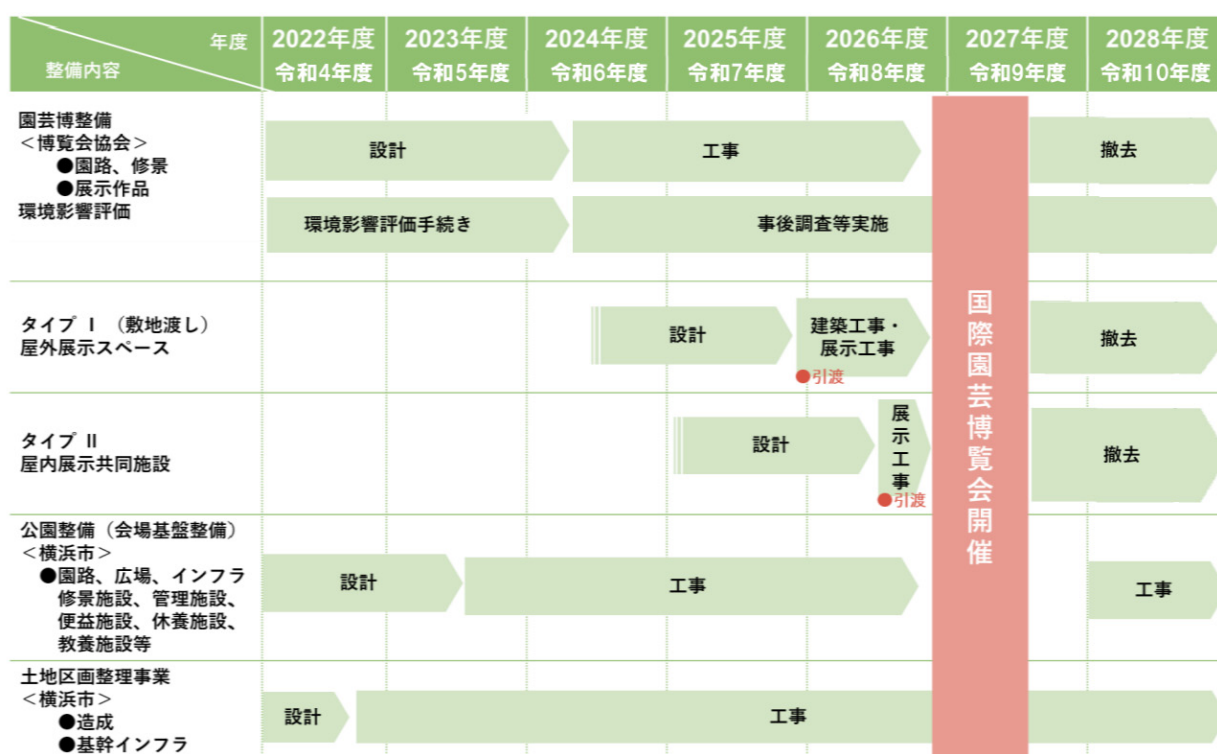 年度
整備内容
2022年度 2023年度 2024年度 2025年度 2026年度 2027年度 2028年度
令和4年度 令和5年度 令和6年度 令和7年度 令和8年度 令和9年度 令和10年度
園芸博整備
＜博覧会協会＞
●園路、修景
●展示作品
環境影響評価
設計
工事
撤去
環境影響評価手続き
事後調査等実施
タイプ Ⅰ （敷地渡し）
屋外展示スペース
設計
建築工事・
展示工事
●引渡
撤去
タイプ Ⅱ
屋内展示共同施設
設計
展示工事
●引渡
撤去
国際園芸博覧会開催
公園整備（会場基盤整備）
＜横浜市＞
●園路、広場、インフラ
修景施設、管理施設、
便益施設、休養施設、
教養施設等
設計
工事
工事
土地区画整理事業
＜横浜市＞
●造成
●基幹インフラ
設計
工事